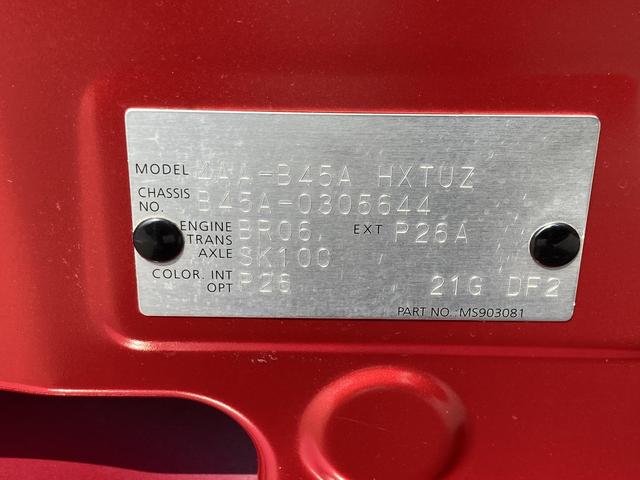 MODEL 4AA-B45A HXTUZ
CHASSIS NO. B45A-0305644
ENGINE BR06 EXT P26A
TRANS AXLE SK100
COLOR. INT P26
OPT 21G DF2
PART NO.:MS903081